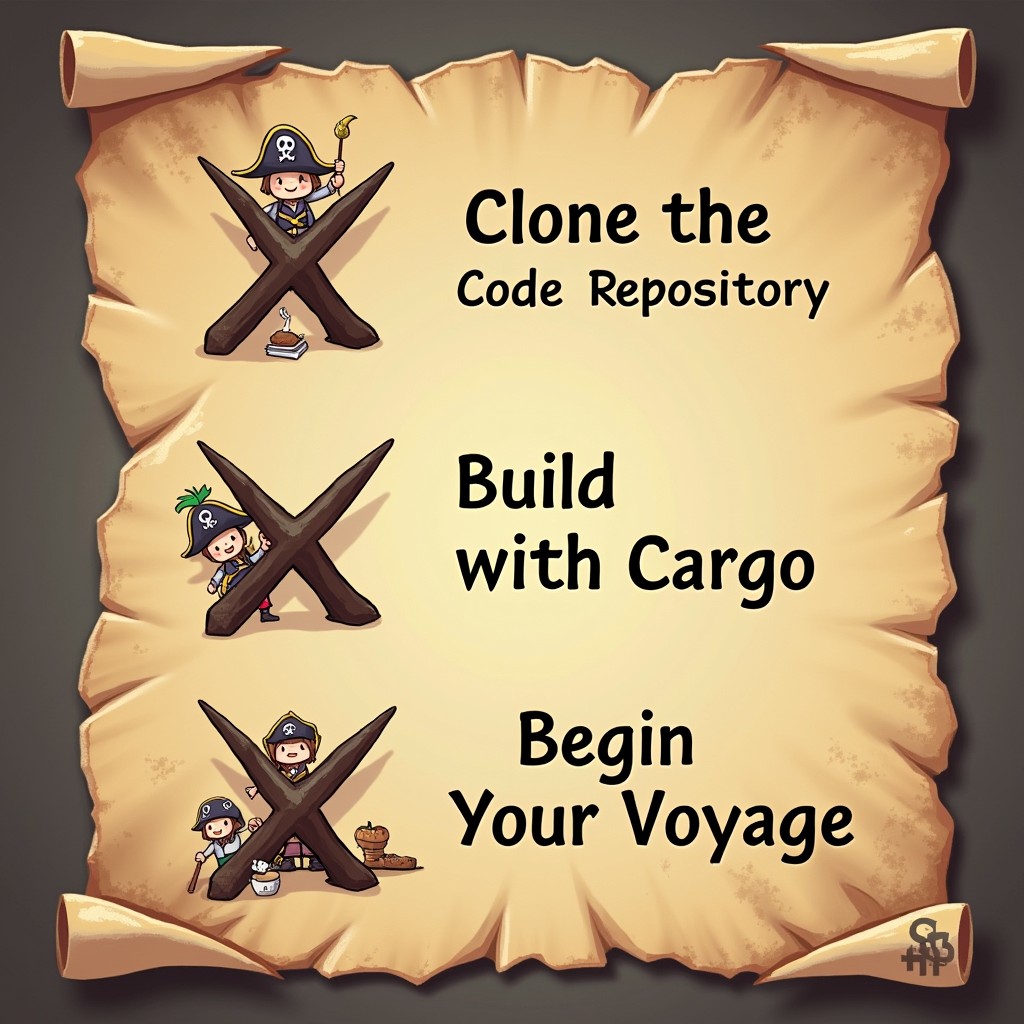 Clone the
Code Repository
Build
with Cargo
Begin
Your Voyage